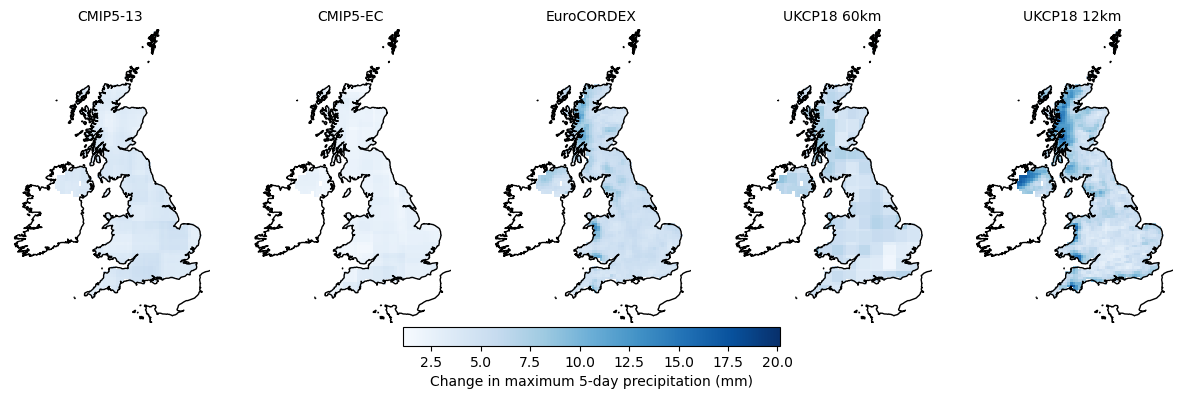 CMIP5-13 CMIP5-EC EuroCORDEX UKCP18 60km UKCP18 12km
2.5 5.0 7.5 10.0 12.5 15.0 17.5 20.0
Change in maximum 5-day precipitation (mm)